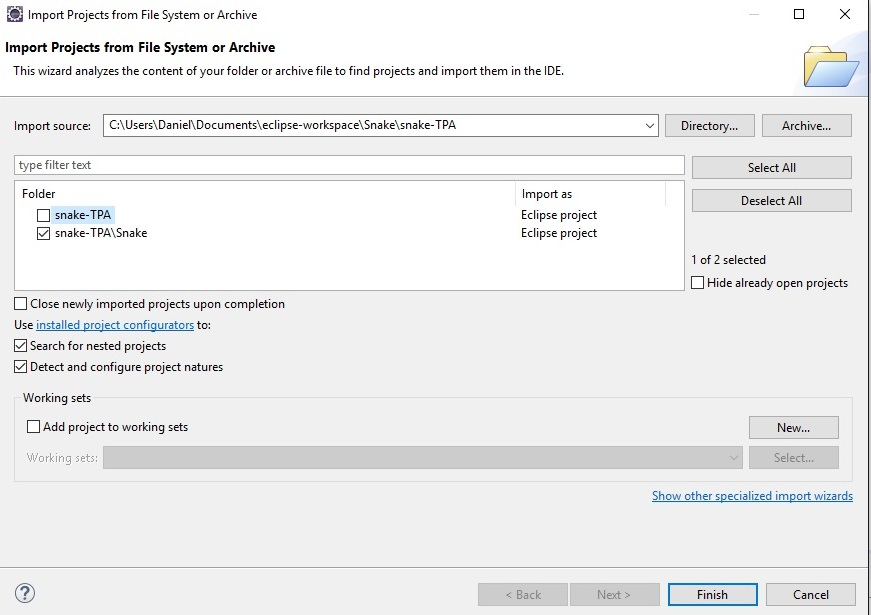 Import Projects from File System or Archive
Import Projects from File System or Archive
This wizard analyzes the content of your folder or archive file to find projects and import them in the IDE.
Import source: C:\Users\Daniel\Documents\eclipse-workspace\Snake\snake-TPA Directory... Archive...
type filter text Select All
Folder Import as
Deselect All
snake-TPA Eclipse project
snake-TPA\Snake Eclipse project
1 of 2 selected
Hide already open projects
Close newly imported projects upon completion
Use installed project configurators to:
Search for nested projects
Detect and configure project natures
Working sets
Add project to working sets New...
Working sets: Select...
Show other specialized import wizards
? < Back Next > Finish Cancel